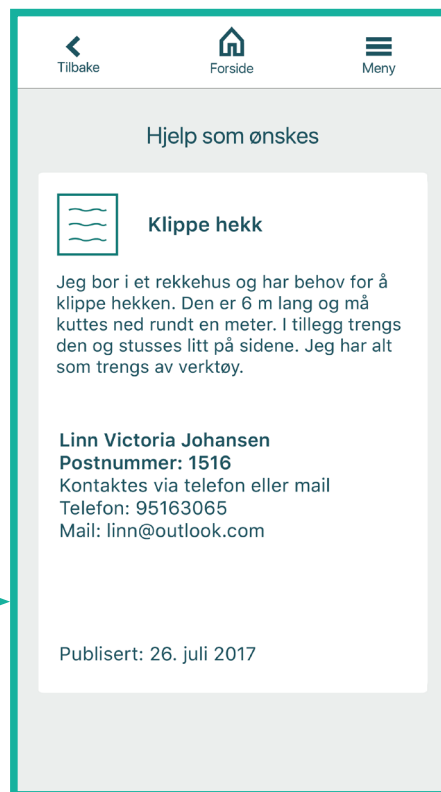 Tilbake
Forside
Meny
Hjelp som ønskes
Klippe hekk
Jeg bor i et rekkehus og har behov for å
klippe hekken. Den er 6 m lang og må
kuttes ned rundt en meter. I tillegg trengs
den og stusses litt på sidene. Jeg har alt
som trengs av verktøy.
Linn Victoria Johansen
Postnummer: 1516
Kontaktes via telefon eller mail
Telefon: 95163065
Mail: linn@outlook.com
Publisert: 26. juli 2017